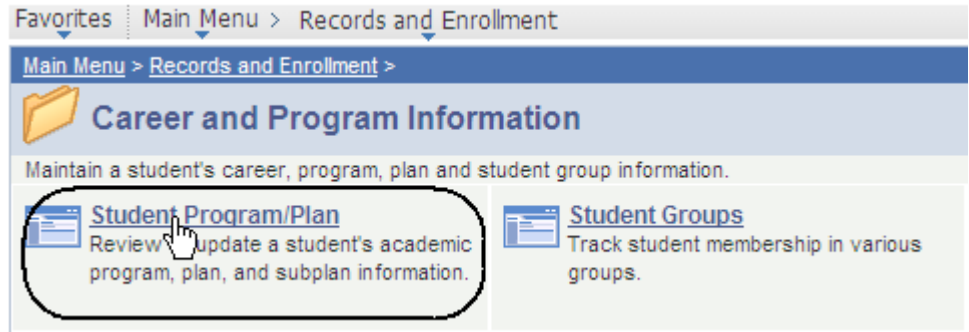 Favorites Main Menu > Records and Enrollment
Main Menu > Records and Enrollment >
Career and Program Information
Maintain a student's career, program, plan and student group information.
Student Program/Plan
Review update a student's academic
program, plan, and subplan information.
Student Groups
Track student membership in various
groups.